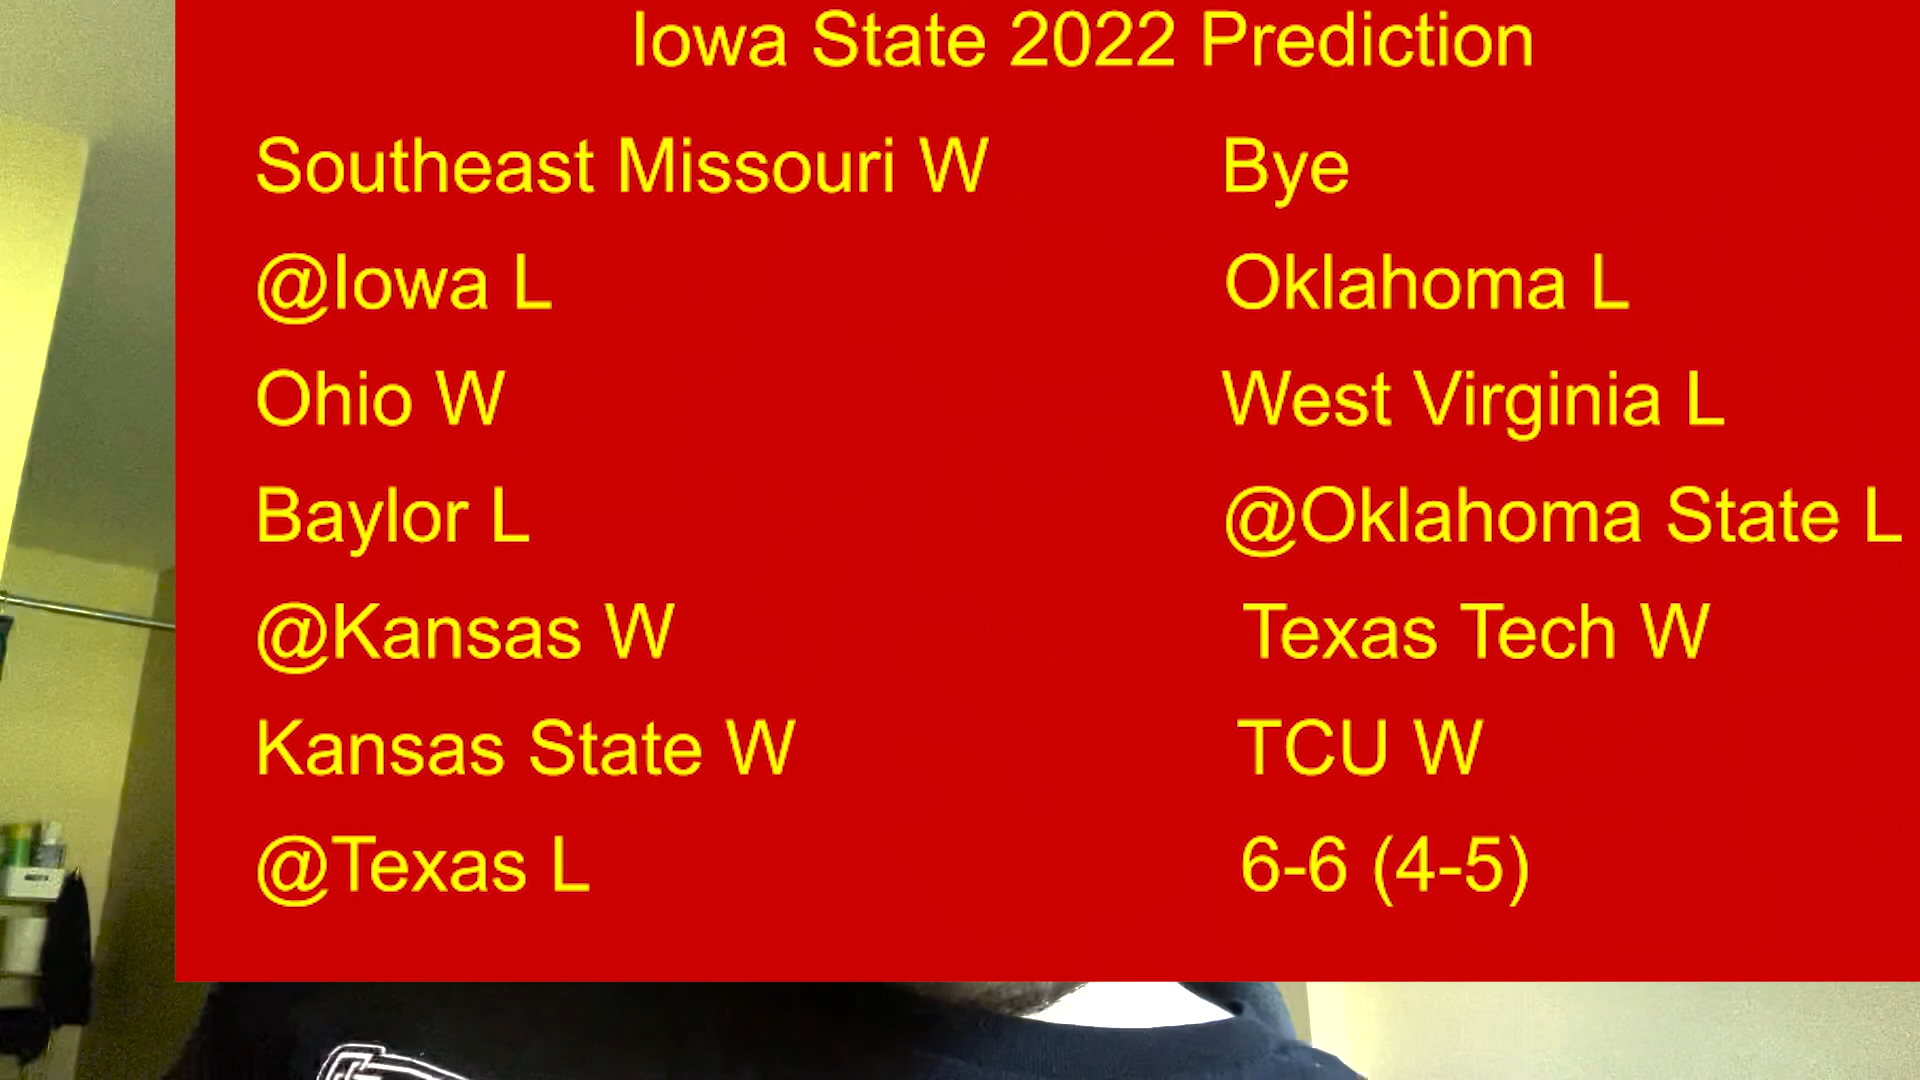 Iowa State 2022 Prediction
Southeast Missouri W
@Iowa L
Ohio W
Baylor L
@Kansas W
Kansas State W
@Texas L
Bye
Oklahoma L
West Virginia L
@Oklahoma State L
Texas Tech W
TCU W
6-6 (4-5)